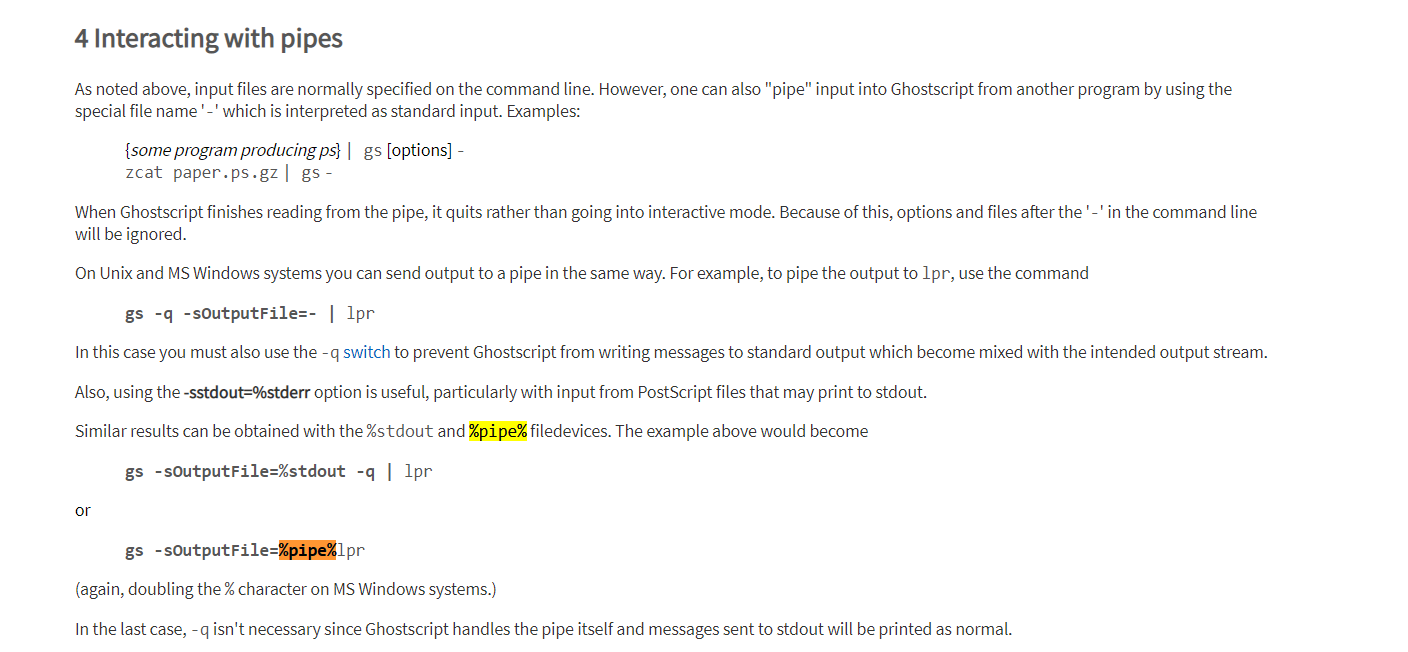 4 Interacting with pipes
As noted above, input files are normally specified on the command line. However, one can also "pipe" input into Ghostscript from another program by using the
special file name '-' which is interpreted as standard input. Examples:
{some program producing ps} | gs [options] -
zcat paper.ps.gz | gs -
When Ghostscript finishes reading from the pipe, it quits rather than going into interactive mode. Because of this, options and files after the '-' in the command line
will be ignored.
On Unix and MS Windows systems you can send output to a pipe in the same way. For example, to pipe the output to lpr, use the command
gs -q -sOutputFile=- | lpr
In this case you must also use the -q switch to prevent Ghostscript from writing messages to standard output which become mixed with the intended output stream.
Also, using the -sstdout=%stderr option is useful, particularly with input from PostScript files that may print to stdout.
Similar results can be obtained with the %stdout and %pipe% filedevices. The example above would become
gs -sOutputFile=%stdout -q | lpr
or
gs -sOutputFile=%pipe%lpr
(again, doubling the % character on MS Windows systems.)
In the last case, -q isn't necessary since Ghostscript handles the pipe itself and messages sent to stdout will be printed as normal.